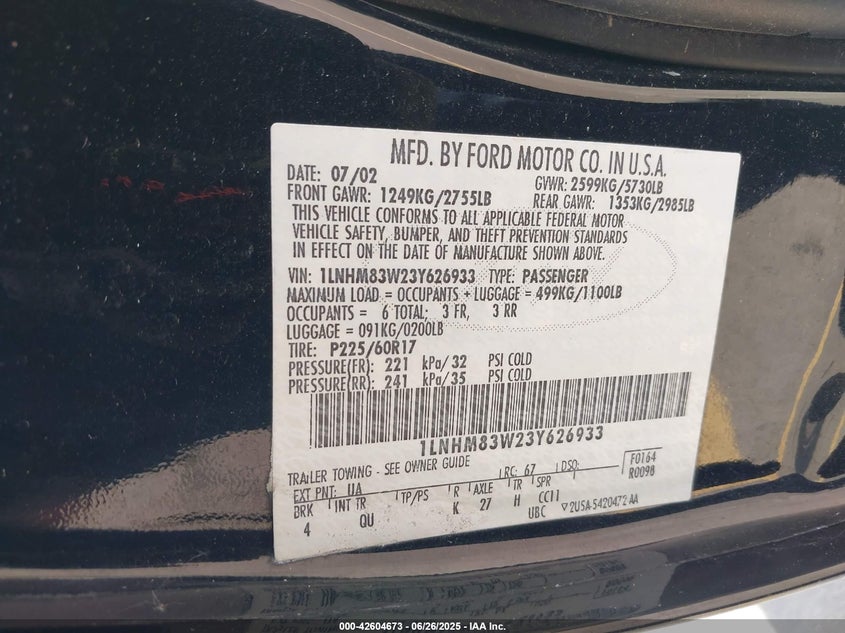 MFD. BY FORD MOTOR CO. IN U.S.A.
DATE: 07/02 GVWR: 2599KG/5730LB
FRONT GAWR: 1249KG/2755LB REAR GAWR: 1353KG/2985LB
THIS VEHICLE CONFORMS TO ALL APPLICABLE FEDERAL MOTOR
VEHICLE SAFETY, BUMPER, AND THEFT PREVENTION STANDARDS
IN EFFECT ON THE DATE OF MANUFACTURE SHOWN ABOVE.
VIN: 1LNHM83W23Y626933 TYPE: PASSENGER
MAXIMUM LOAD = OCCUPANTS + LUGGAGE = 499KG/1100LB
OCCUPANTS = 6 TOTAL: 3 FR, 3 RR
LUGGAGE = 091KG/0200LB
TIRE: P225/60R17
PRESSURE(FR): 221 kPa/32 PSI COLD
PRESSURE(RR): 241 kPa/35 PSI COLD
1LNHM83W23Y626933
TRAILER TOWING - SEE OWNER GUIDE
EXT PNT: UA RC: 67 DSO: F0164
R0098
BRK INT TR TP/PS R AXLE TR SPR
4 QU K 27 H CC11
UBC ▽2USA-5420472 AA
000-42604673 - 06/26/2025 - IAA Inc.